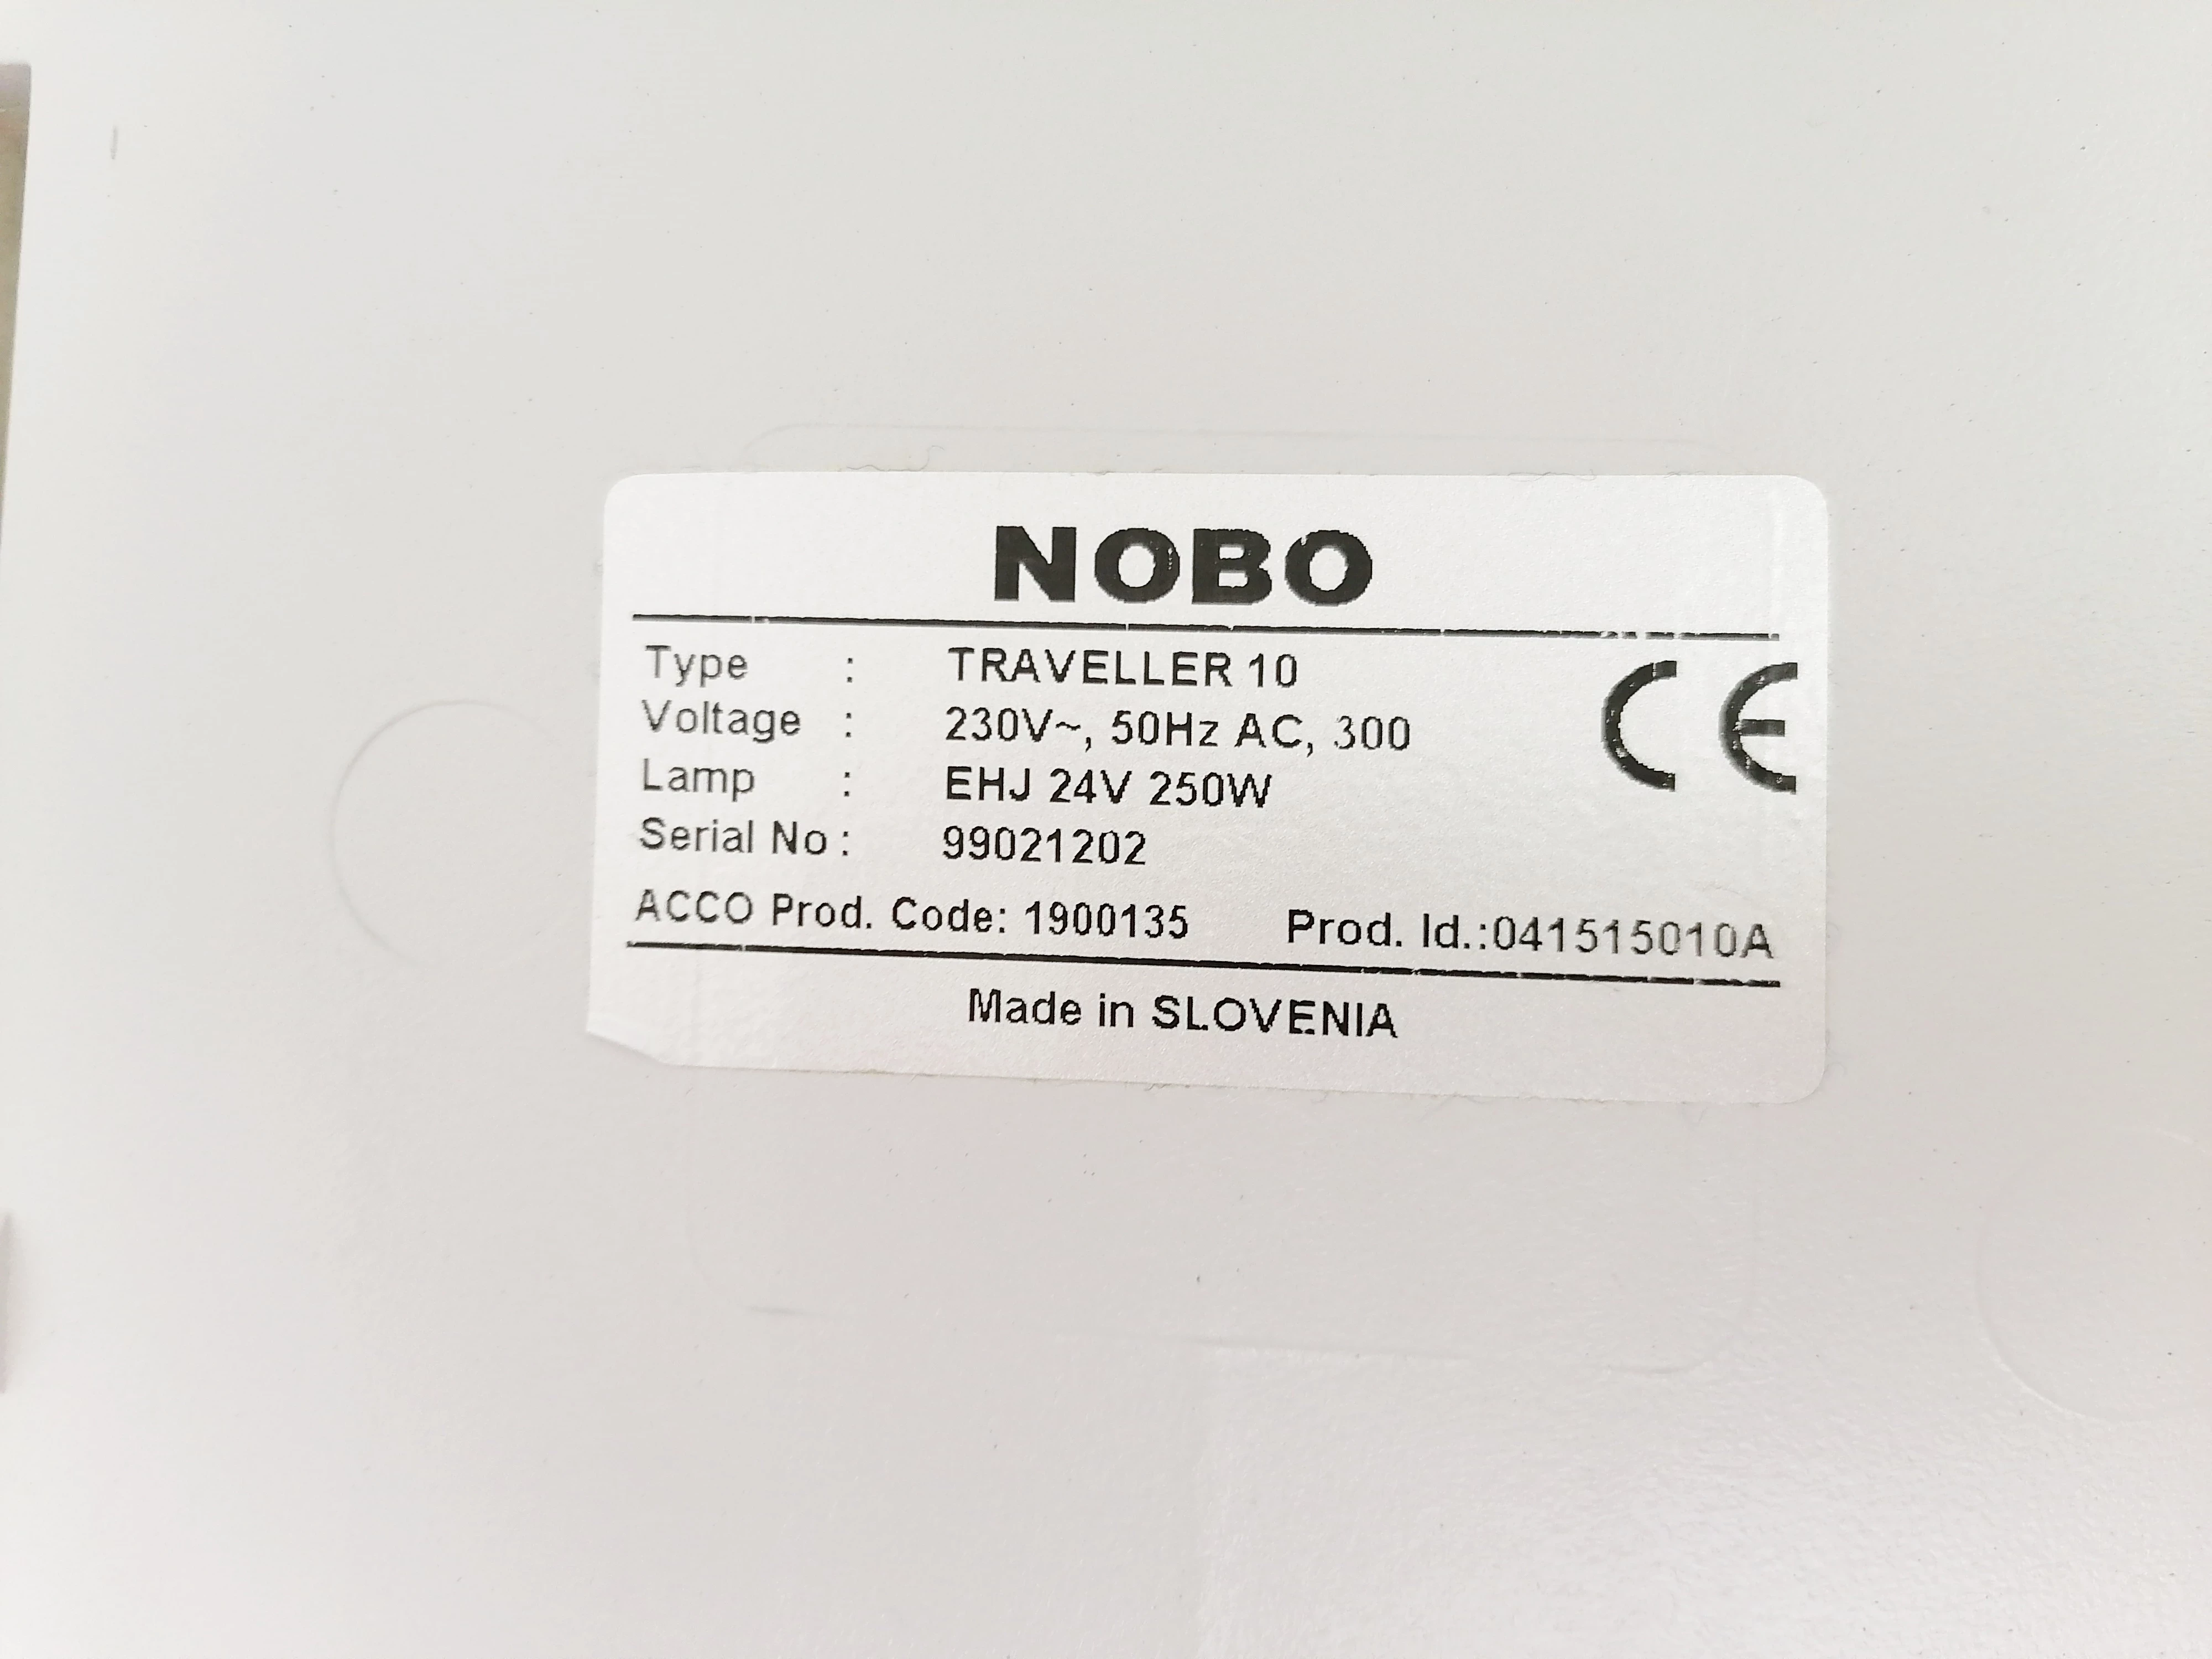 NOBO
Type : TRAVELLER 10
Voltage : 230V~, 50Hz AC, 300
Lamp : EHJ 24V 250W
Serial No : 99021202
CE
ACCO Prod. Code: 1900135 Prod. Id.:041515010A
Made in SLOVENIA